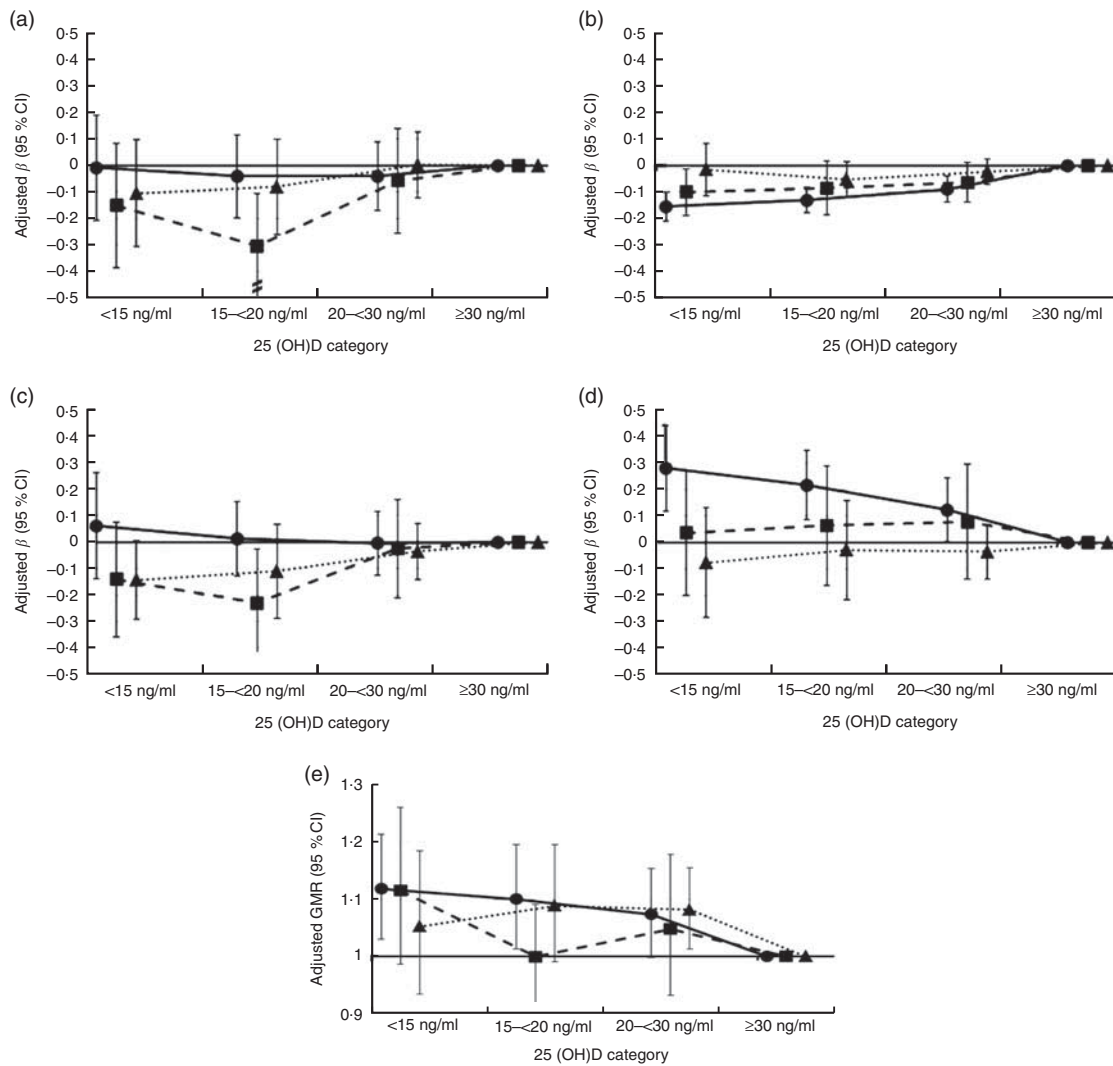 (a)
0·5
0·4
0·3
0·2
0·1
0
–0·1
–0·2
–0·3
–0·4
–0·5
Adjusted β (95 % CI)
<15 ng/ml 15–<20 ng/ml 20–<30 ng/ml ≥30 ng/ml
25 (OH)D category
(b)
0·5
0·4
0·3
0·2
0·1
0
–0·1
–0·2
–0·3
–0·4
–0·5
Adjusted β (95 % CI)
<15 ng/ml 15–<20 ng/ml 20–<30 ng/ml ≥30 ng/ml
25 (OH)D category
(c)
0·5
0·4
0·3
0·2
0·1
0
–0·1
–0·2
–0·3
–0·4
–0·5
Adjusted β (95 % CI)
<15 ng/ml 15–<20 ng/ml 20–<30 ng/ml ≥30 ng/ml
25 (OH)D category
(d)
0·5
0·4
0·3
0·2
0·1
0
–0·1
–0·2
–0·3
–0·4
–0·5
Adjusted β (95 % CI)
<15 ng/ml 15–<20 ng/ml 20–<30 ng/ml ≥30 ng/ml
25 (OH)D category
(e)
1·3
1·2
1·1
1
0·9
Adjusted GMR (95 % CI)
<15 ng/ml 15–<20 ng/ml 20–<30 ng/ml ≥30 ng/ml
25 (OH)D category